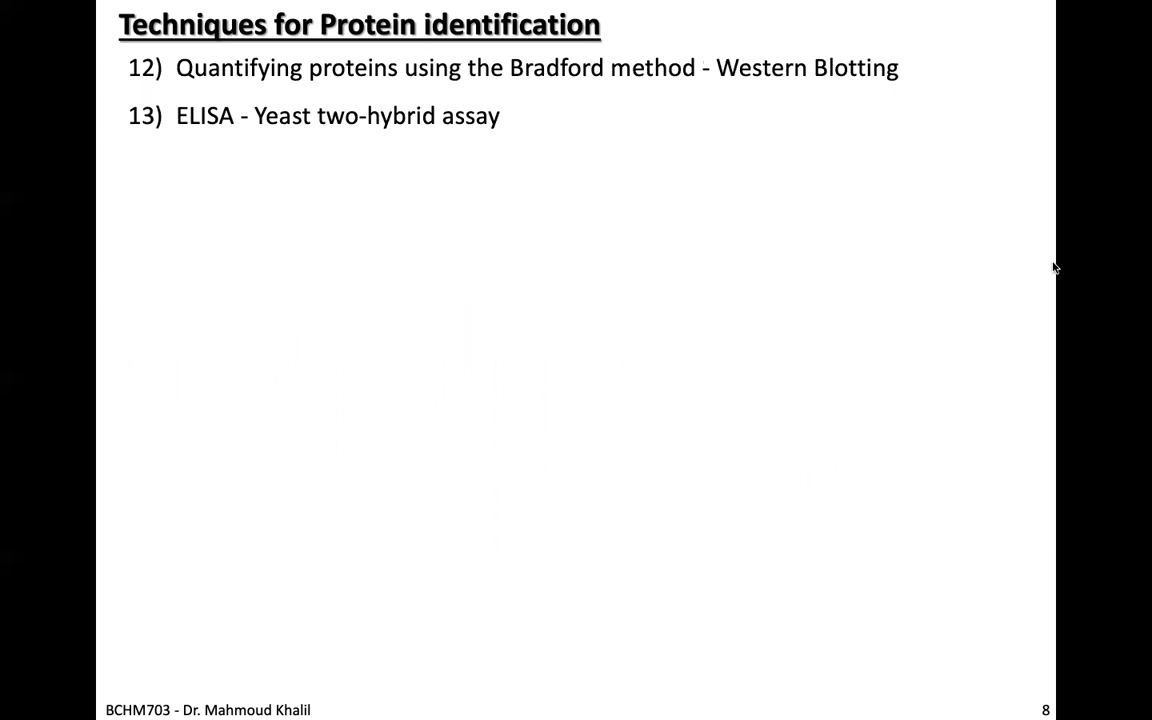 Techniques for Protein identification
12) Quantifying proteins using the Bradford method - Western Blotting
13) ELISA - Yeast two-hybrid assay
BCHM703 - Dr. Mahmoud Khalil
8